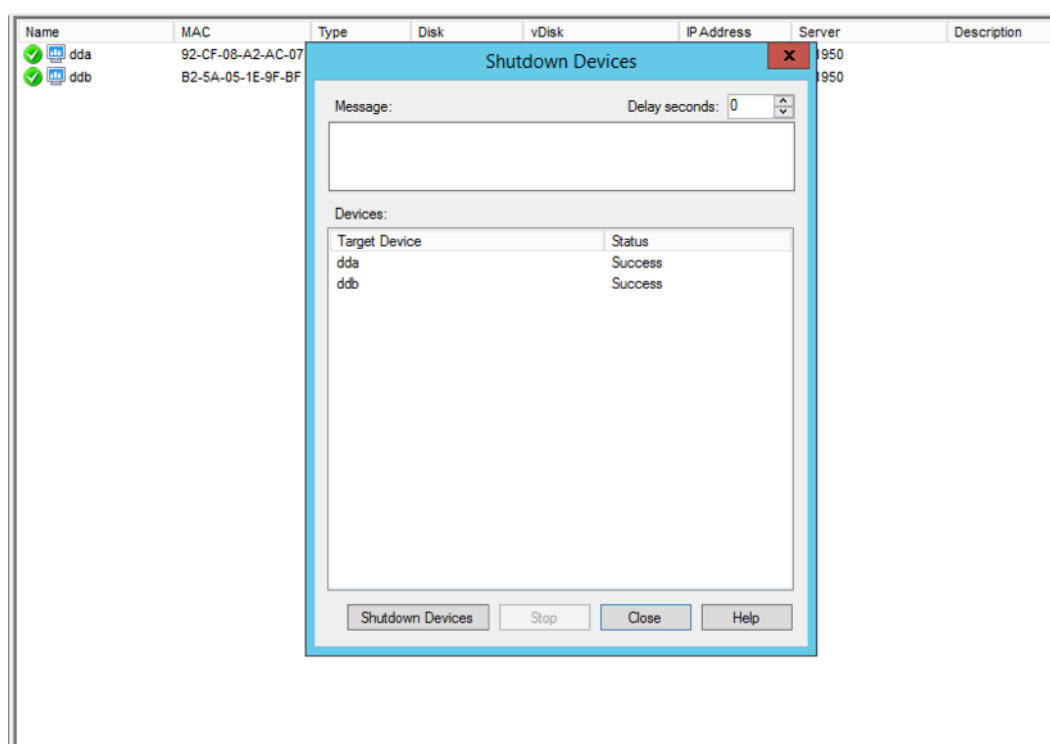 Name MAC Type Disk vDisk IP Address Server Description
dda 92-CF-08-A2-AC-07 1950
ddb B2-5A-05-1E-9F-BF 1950
Shutdown Devices x
Message: Delay seconds: 0
Devices:
Target Device Status
dda Success
ddb Success
Shutdown Devices Stop Close Help